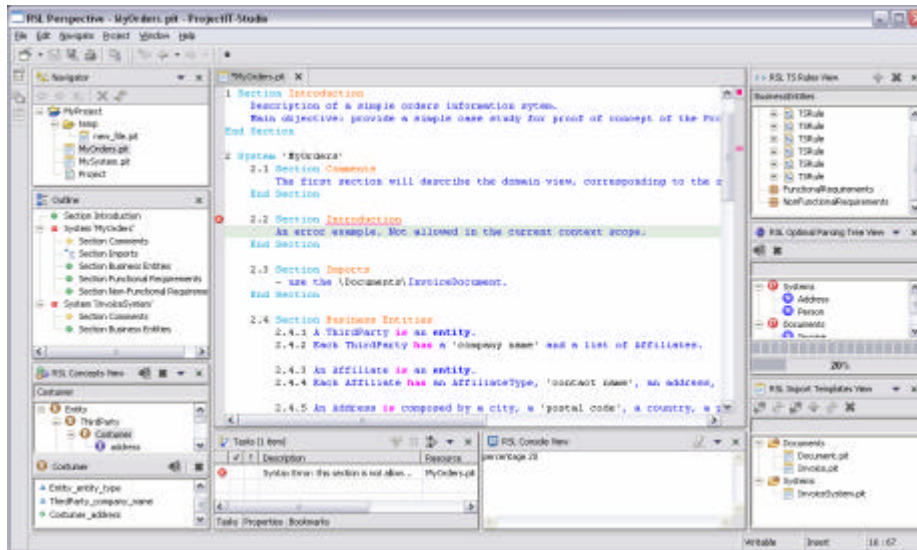 RSL Perspective - MyOrders.pit - ProjectIT-Studio
File Edit Navigate Project Window Help
Navigator
MyProject
temp
new_file.pit
MyOrders.pit
MySystem.pit
Project
Outline
Section Introduction
System 'MyOrders'
Section Comments
Section Imports
Section Business Entities
Section Functional Requirements
Section Non-Functional Requireme
System 'InvoiceSystem'
Section Comments
Section Business Entities
RSL Concepts View
Costumer
Entity
ThirdParty
Costumer
address
Costumer
Entity_entity_type
ThirdParty_company_name
Costumer_address
*MyOrders.pit
1 Section Introduction
Description of a simple orders information sytem.
Main objective: provide a simple case study for proof of concept of the Pro
End Section
2 System 'MyOrders'
2.1 Section Comments
The first section will describe the domain view, corresponding to the r
End Section
2.2 Section Introduction
An error example. Not allowed in the current context scope.
End Section
2.3 Section Imports
- use the \Documents\InvoiceDocument.
End Section
2.4 Section Business Entities
2.4.1 A ThirdParty is an entity.
2.4.2 Each ThirdParty has a 'company name' and a list of Affiliates.
2.4.3 An Affiliate is an entity.
2.4.4 Each Affiliate has an AffiliateType, 'contact name', an address,
2.4.5 An Address is composed by a city, a 'postal code', a country, a
Tasks (1 item)
! Description Resource
Syntax Error: this section is not allow... MyOrders.pit
Tasks Properties Bookmarks
RSL Console View
percentage 20
RSL TS Rules View
BusinessEntities
TSRule
TSRule
TSRule
TSRule
TSRule
FunctionalRequirements
NonFunctionalRequirements
RSL Optimal Parsing Tree View
Systems
Address
Person
Documents
Invoice
20%
RSL Import Templates View
Documents
Document.pit
Invoice.pit
Systems
InvoiceSystem.pit
Writable Insert 16 : 67